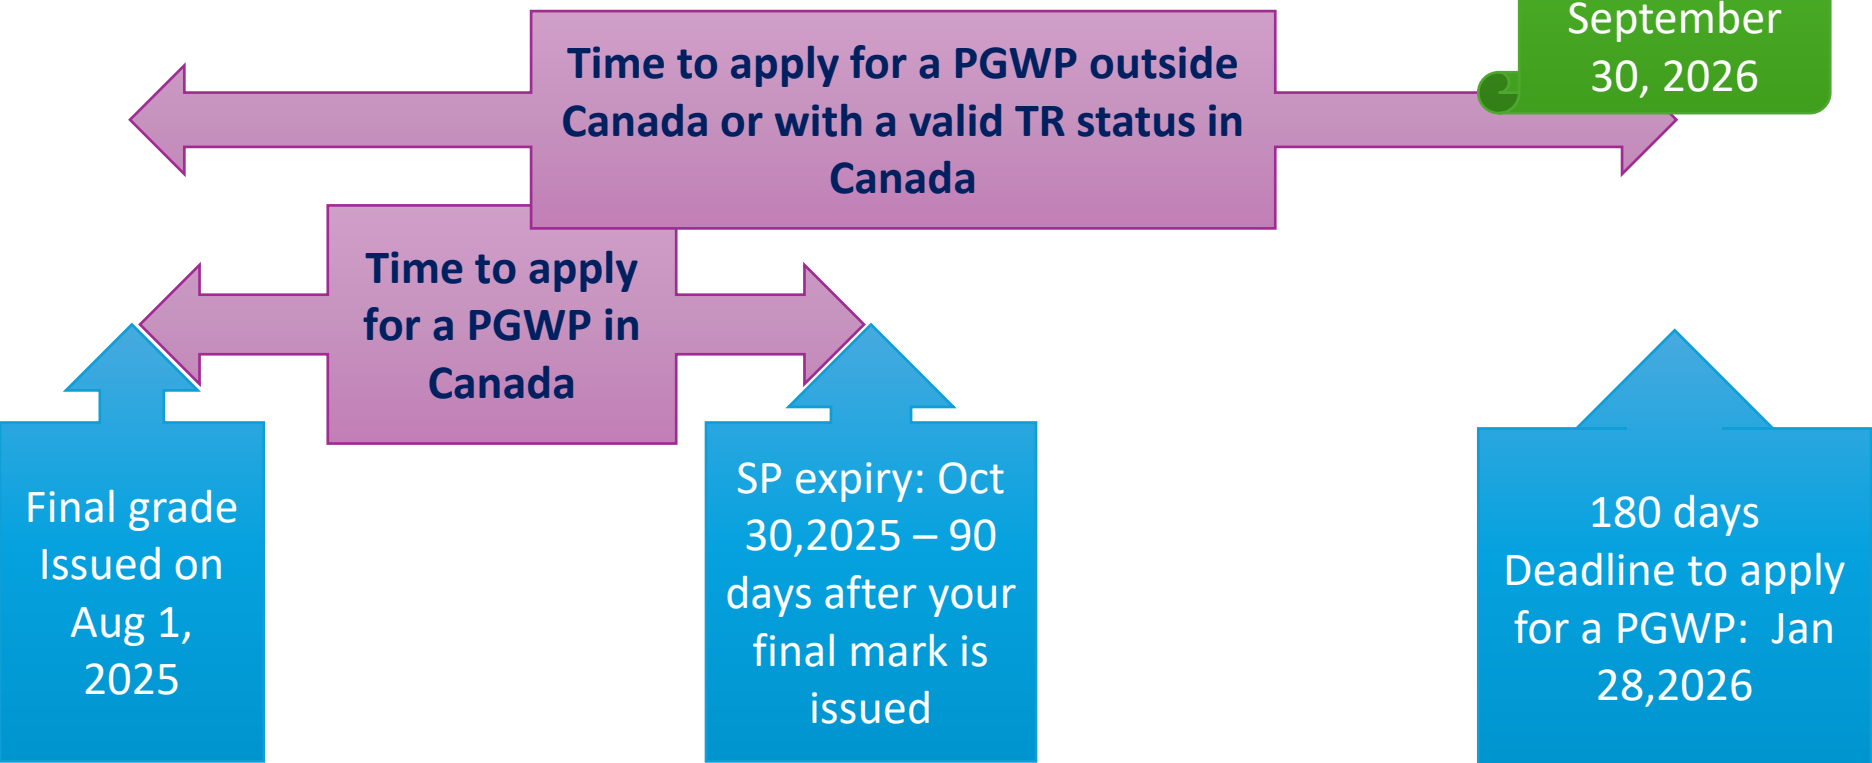 September
30, 2026
Time to apply for a PGWP outside
Canada or with a valid TR status in
Canada
Time to apply
for a PGWP in
Canada
Final grade
Issued on
Aug 1,
2025
SP expiry: Oct
30,2025 – 90
days after your
final mark is
issued
180 days
Deadline to apply
for a PGWP:  Jan
28,2026